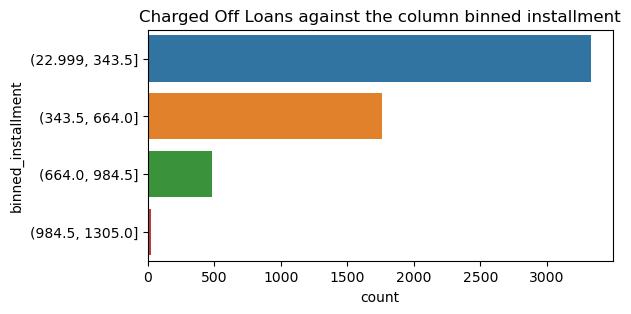 Charged Off Loans against the column binned installment
binned_installment
(22.999, 343.5]
(343.5, 664.0]
(664.0, 984.5]
(984.5, 1305.0]
0 500 1000 1500 2000 2500 3000
count